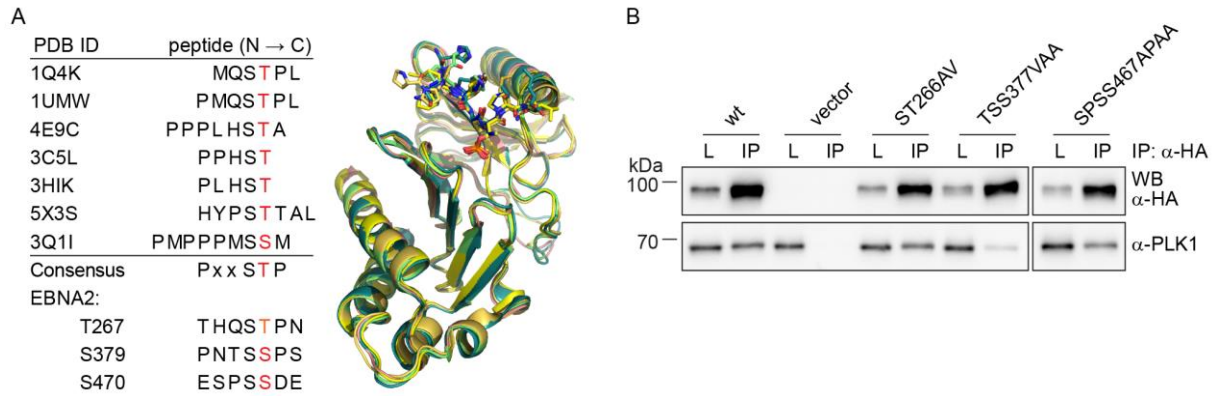 A
PDB ID peptide (N → C)
1Q4K MQSTPL
1UMW PMQSTPL
4E9C PPPLHSTA
3C5L PPHST
3HIK PLHST
5X3S HYPSTTAL
3Q1I PMPPPMSSM
Consensus PxxSTP
EBNA2:
T267 THQSTPN
S379 PNTSSPS
S470 ESPSSDE
B
wt vector ST266AV TSS377VAA SPSS467APAA
L IP L IP L IP L IP L IP IP: α-HA
kDa
100 WB
α-HA
70 α-PLK1